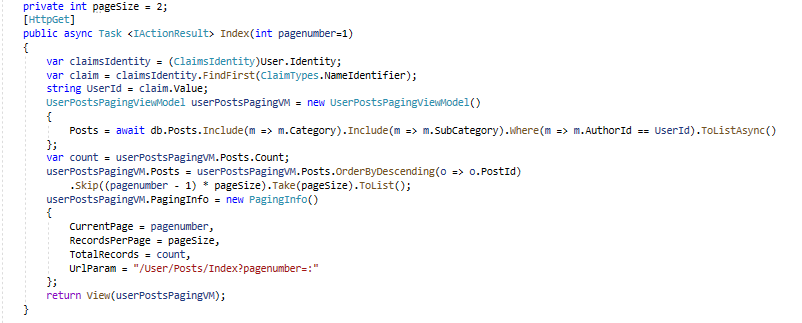 private int pageSize = 2;
[HttpGet]
public async Task <IActionResult> Index(int pagenumber=1)
{
var claimsIdentity = (ClaimsIdentity)User.Identity;
var claim = claimsIdentity.FindFirst(ClaimTypes.NameIdentifier);
string UserId = claim.Value;
UserPostsPagingViewModel userPostsPagingVM = new UserPostsPagingViewModel()
{
Posts = await db.Posts.Include(m => m.Category).Include(m => m.SubCategory).Where(m => m.AuthorId == UserId).ToListAsync()
};
var count = userPostsPagingVM.Posts.Count;
userPostsPagingVM.Posts = userPostsPagingVM.Posts.OrderByDescending(o => o.PostId)
.Skip((pagenumber - 1) * pageSize).Take(pageSize).ToList();
userPostsPagingVM.PagingInfo = new PagingInfo()
{
CurrentPage = pagenumber,
RecordsPerPage = pageSize,
TotalRecords = count,
UrlParam = "/User/Posts/Index?pagenumber=:"
};
return View(userPostsPagingVM);
}